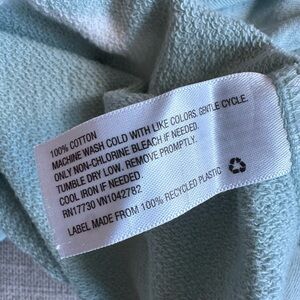 100% COTTON
MACHINE WASH COLD WITH LIKE COLORS. GENTLE CYCLE.
ONLY NON-CHLORINE BLEACH IF NEEDED.
TUMBLE DRY LOW. REMOVE PROMPTLY.
COOL IRON IF NEEDED.
RN17730 VN1042782
LABEL MADE FROM 100% RECYCLED PLASTIC